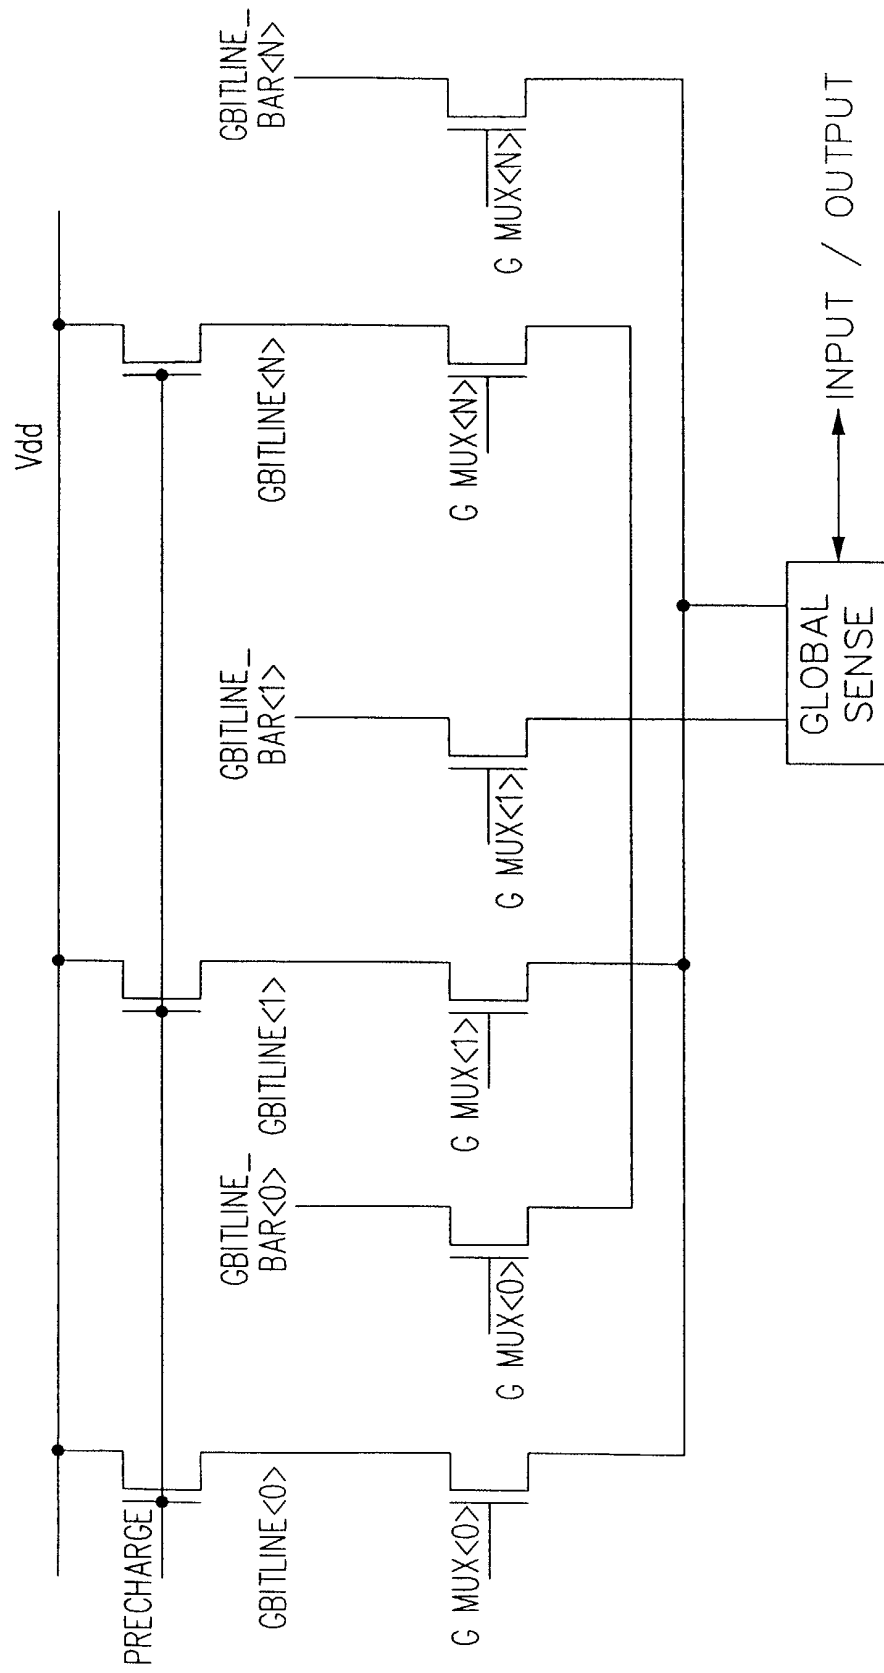 Vdd
PRECHARGE
GBITLINE<0>
GBITLINE_
BAR<0>
GBITLINE<1>
GBITLINE_
BAR<1>
GBITLINE<N>
GBITLINE_
BAR<N>
G MUX<0>
G MUX<0>
G MUX<1>
G MUX<1>
G MUX<N>
G MUX<N>
GLOBAL
SENSE
INPUT / OUTPUT